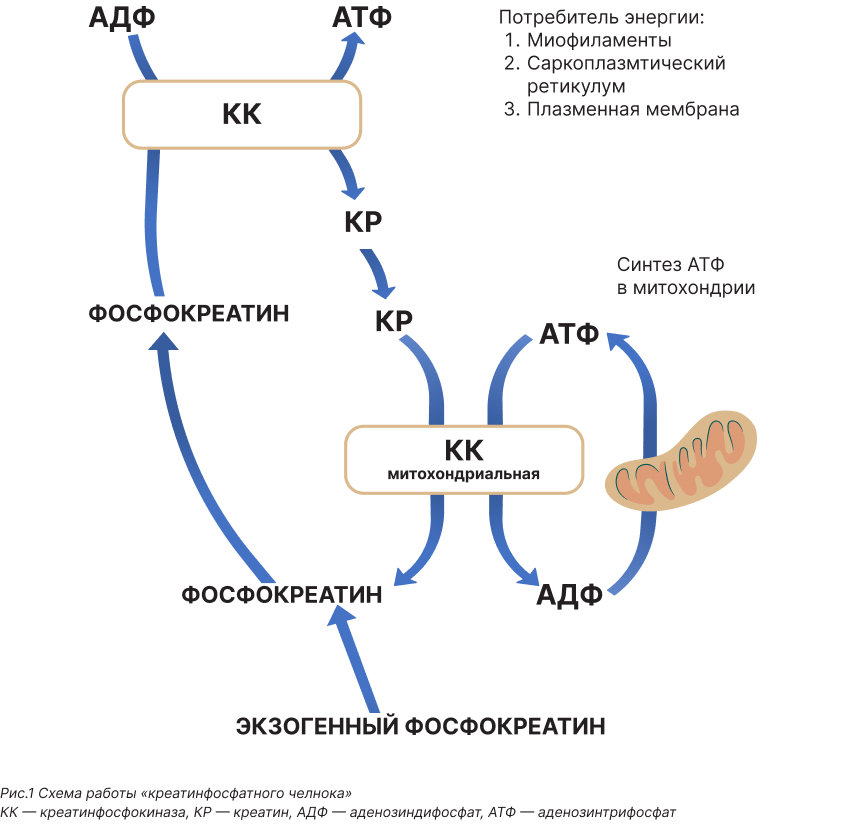 АДФ
АТФ
Потребитель энергии:
1. Миофиламенты
2. Саркоплазмтический
ретикулум
3. Плазменная мембрана
КК
КР
ФОСФОКРЕАТИН
КР
Синтез АТФ
в митохондрии
АТФ
КК
митохондриальная
ФОСФОКРЕАТИН
АДФ
ЭКЗОГЕННЫЙ ФОСФОКРЕАТИН
Рис.1 Схема работы «креатинфосфатного челнока»
КК — креатинфосфокиназа, КР — креатин, АДФ — аденозиндифосфат, АТФ — аденозинтрифосфат